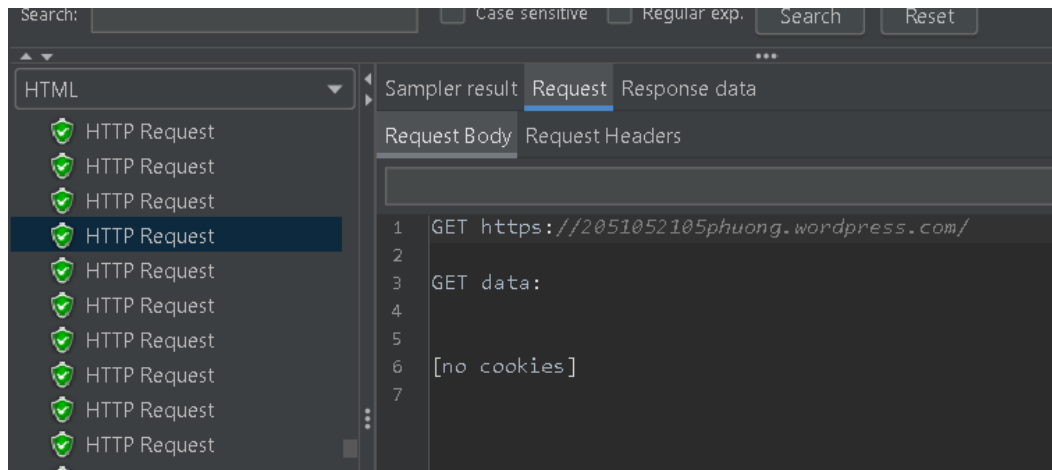 Search:
Case sensitive
Regular exp.
Search
Reset
HTML
HTTP Request
HTTP Request
HTTP Request
HTTP Request
HTTP Request
HTTP Request
HTTP Request
HTTP Request
HTTP Request
HTTP Request
Sampler result Request Response data
Request Body Request Headers
1 GET https://2051052105phuong.wordpress.com/
2
3 GET data:
4
5
6 [no cookies]
7